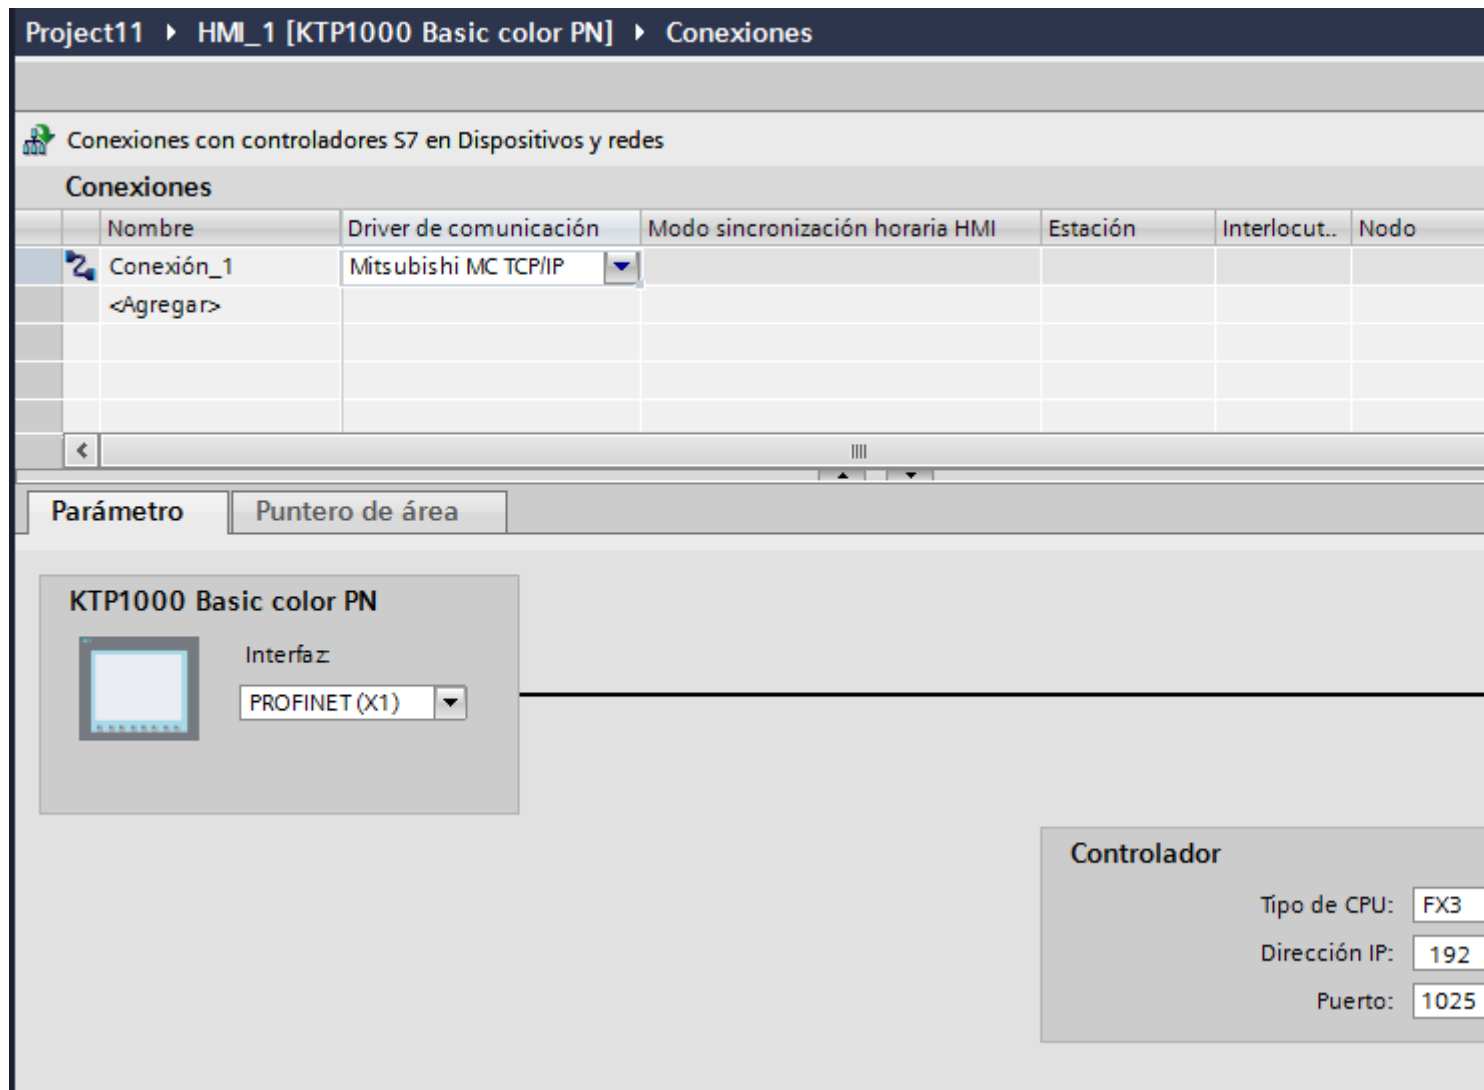 Project11 ▸ HMI_1 [KTP1000 Basic color PN] ▸ Conexiones
Conexiones con controladores S7 en Dispositivos y redes
Conexiones
Nombre Driver de comunicación Modo sincronización horaria HMI Estación Interlocut.. Nodo
Conexión_1 Mitsubishi MC TCP/IP
<Agregar>
Parámetro Puntero de área
KTP1000 Basic color PN
Interfaz:
PROFINET (X1)
Controlador
Tipo de CPU: FX3
Dirección IP: 192
Puerto: 1025